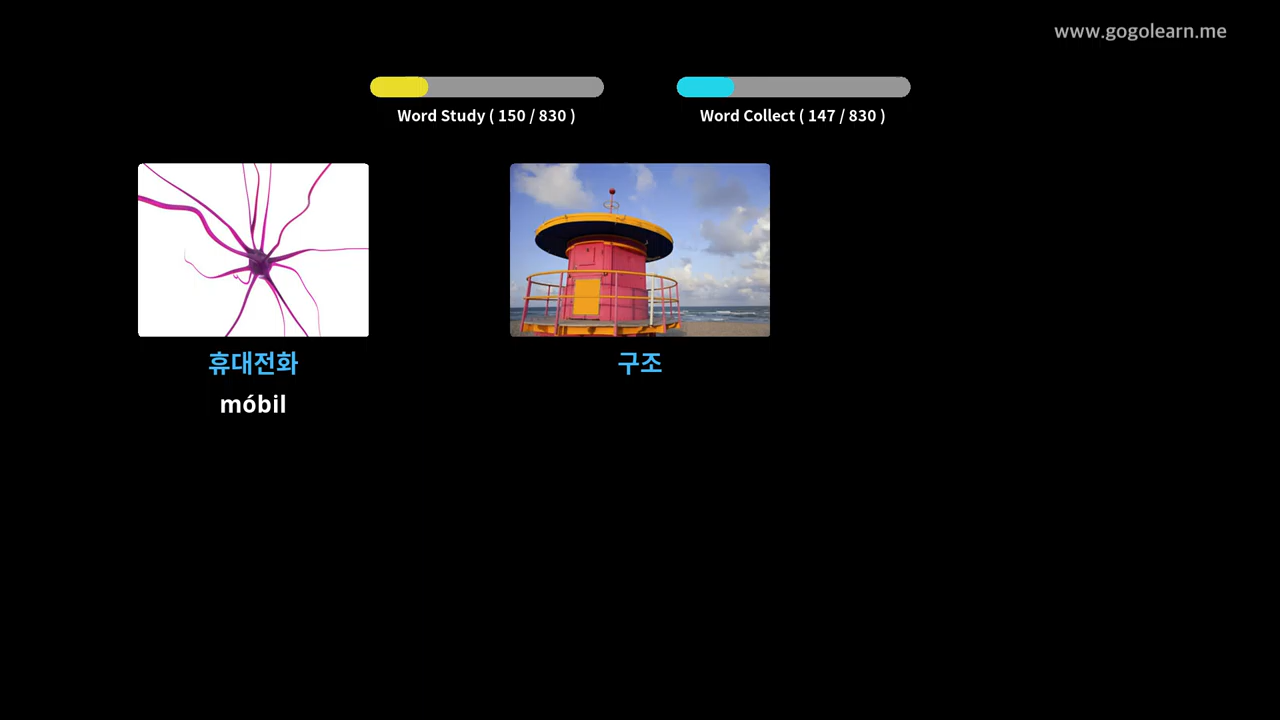 www.gogolearn.me
Word Study ( 150 / 830 )
Word Collect ( 147 / 830 )
휴대전화
móbil
구조